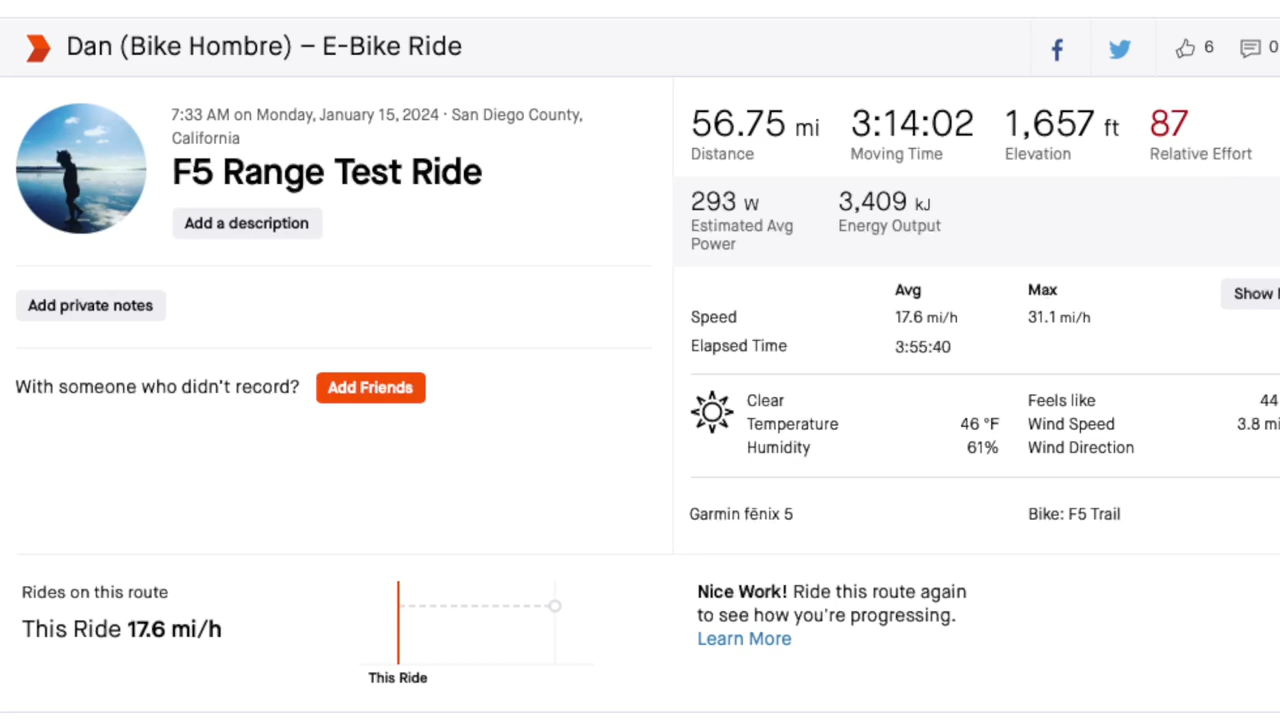 Dan (Bike Hombre) – E-Bike Ride
6
0
7:33 AM on Monday, January 15, 2024 · San Diego County,
California
F5 Range Test Ride
Add a description
Add private notes
With someone who didn't record? Add Friends
56.75 mi 3:14:02 1,657 ft 87
Distance Moving Time Elevation Relative Effort
293 W 3,409 kJ
Estimated Avg Energy Output
Power
Avg Max
Show
Speed 17.6 mi/h 31.1 mi/h
Elapsed Time 3:55:40
Clear Feels like 44
Temperature 46 °F Wind Speed 3.8 mi
Humidity 61% Wind Direction
Garmin fēnix 5 Bike: F5 Trail
Rides on this route
This Ride 17.6 mi/h
This Ride
Nice Work! Ride this route again
to see how you're progressing.
Learn More